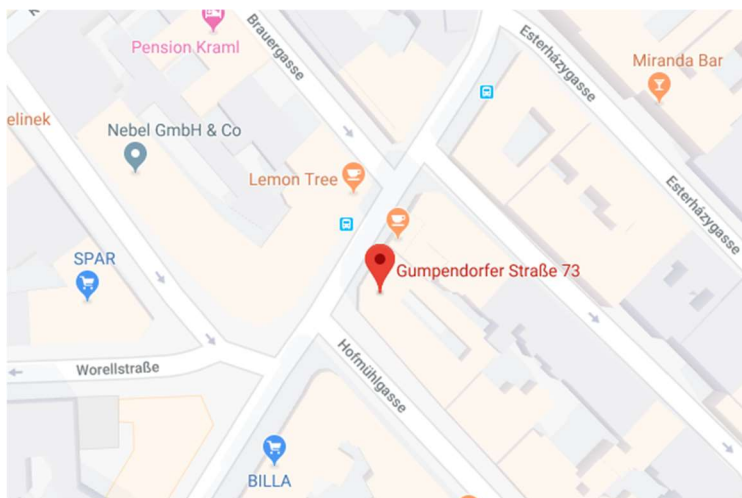 Pension Kraml
Brauergasse
Esterházygasse
Miranda Bar
elinek
Nebel GmbH & Co
Lemon Tree
Esterházygasse
SPAR
Gumpendorfer Straße 73
Hofmühlgasse
Worellstraße
BILLA